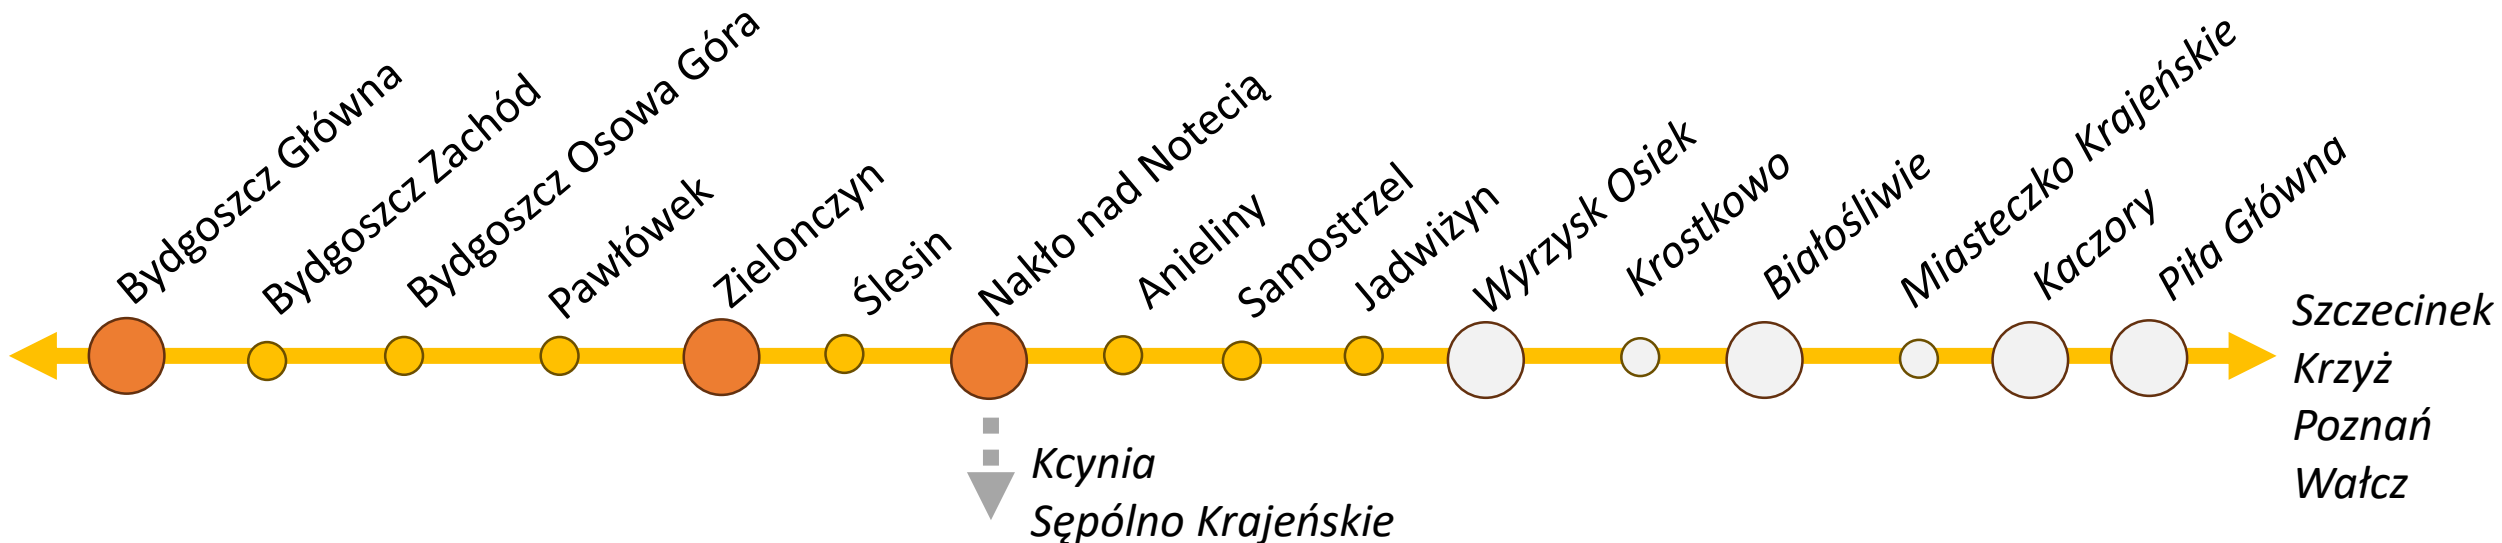 Bydgoszcz Główna
Bydgoszcz Zachód
Bydgoszcz Osowa Góra
Pawłówek
Zielonczyn
Ślesin
Nakło nad Notecią
Anieliny
Samostrzel
Jadwizyn
Wyrzysk Osiek
Krostkowo
Białośliwie
Miasteczko Krajeńskie
Kaczory
Piła Główna
Szczecinek
Krzyż
Poznań
Wałcz
Kcynia
Sępólno Krajeńskie